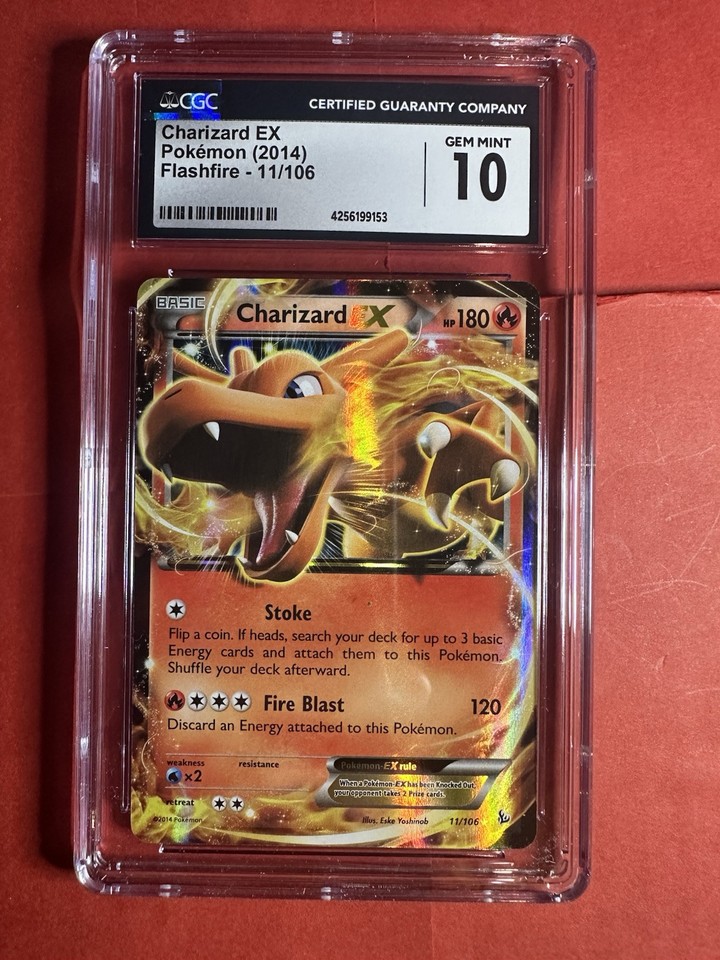 CGC
CERTIFIED GUARANTY COMPANY
Charizard EX
Pokémon (2014)
Flashfire - 11/106
GEM MINT
10
4256199153
BASIC
Charizard EX
HP 180
Stoke
Flip a coin. If heads, search your deck for up to 3 basic
Energy cards and attach them to this Pokémon.
Shuffle your deck afterward.
Fire Blast 120
Discard an Energy attached to this Pokémon.
weakness resistance
×2
Pokémon-EX rule
When a Pokémon-EX has been Knocked Out,
your opponent takes 2 Prize cards.
retreat
©2014 Pokémon
Illus. Eske Yoshinob
11/106